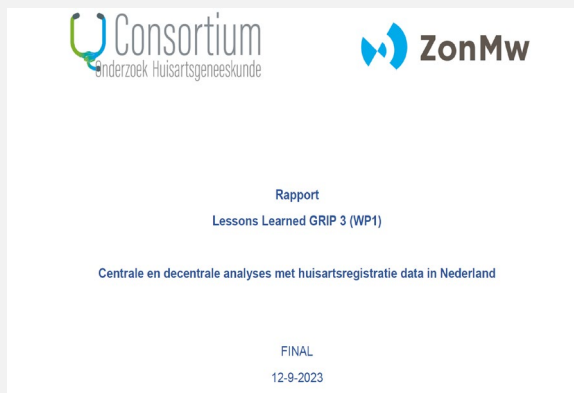 Consortium
Onderzoek Huisartsgeneeskunde
ZonMw
Rapport
Lessons Learned GRIP 3 (WP1)
Centrale en decentrale analyses met huisartsregistratie data in Nederland
FINAL
12-9-2023